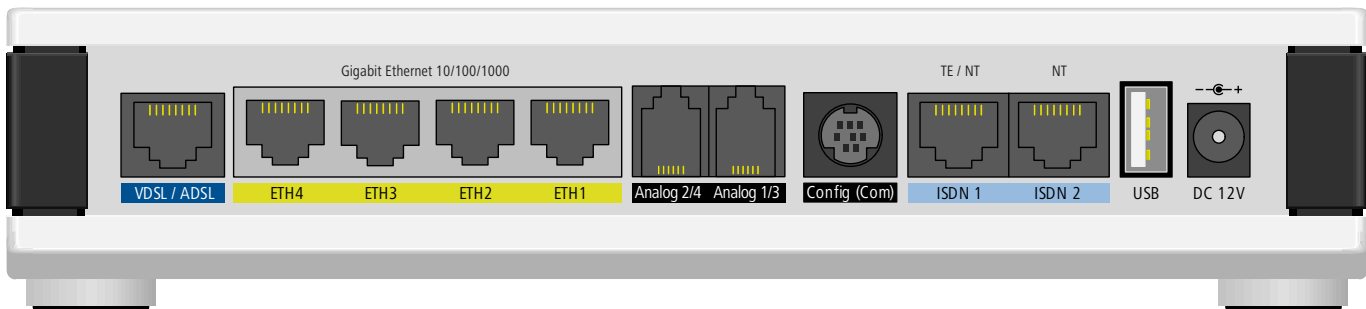 Gigabit Ethernet 10/100/1000
TE / NT
NT
VDSL / ADSL
ETH4
ETH3
ETH2
ETH1
Analog 2/4
Analog 1/3
Config (Com)
ISDN 1
ISDN 2
USB
DC 12V